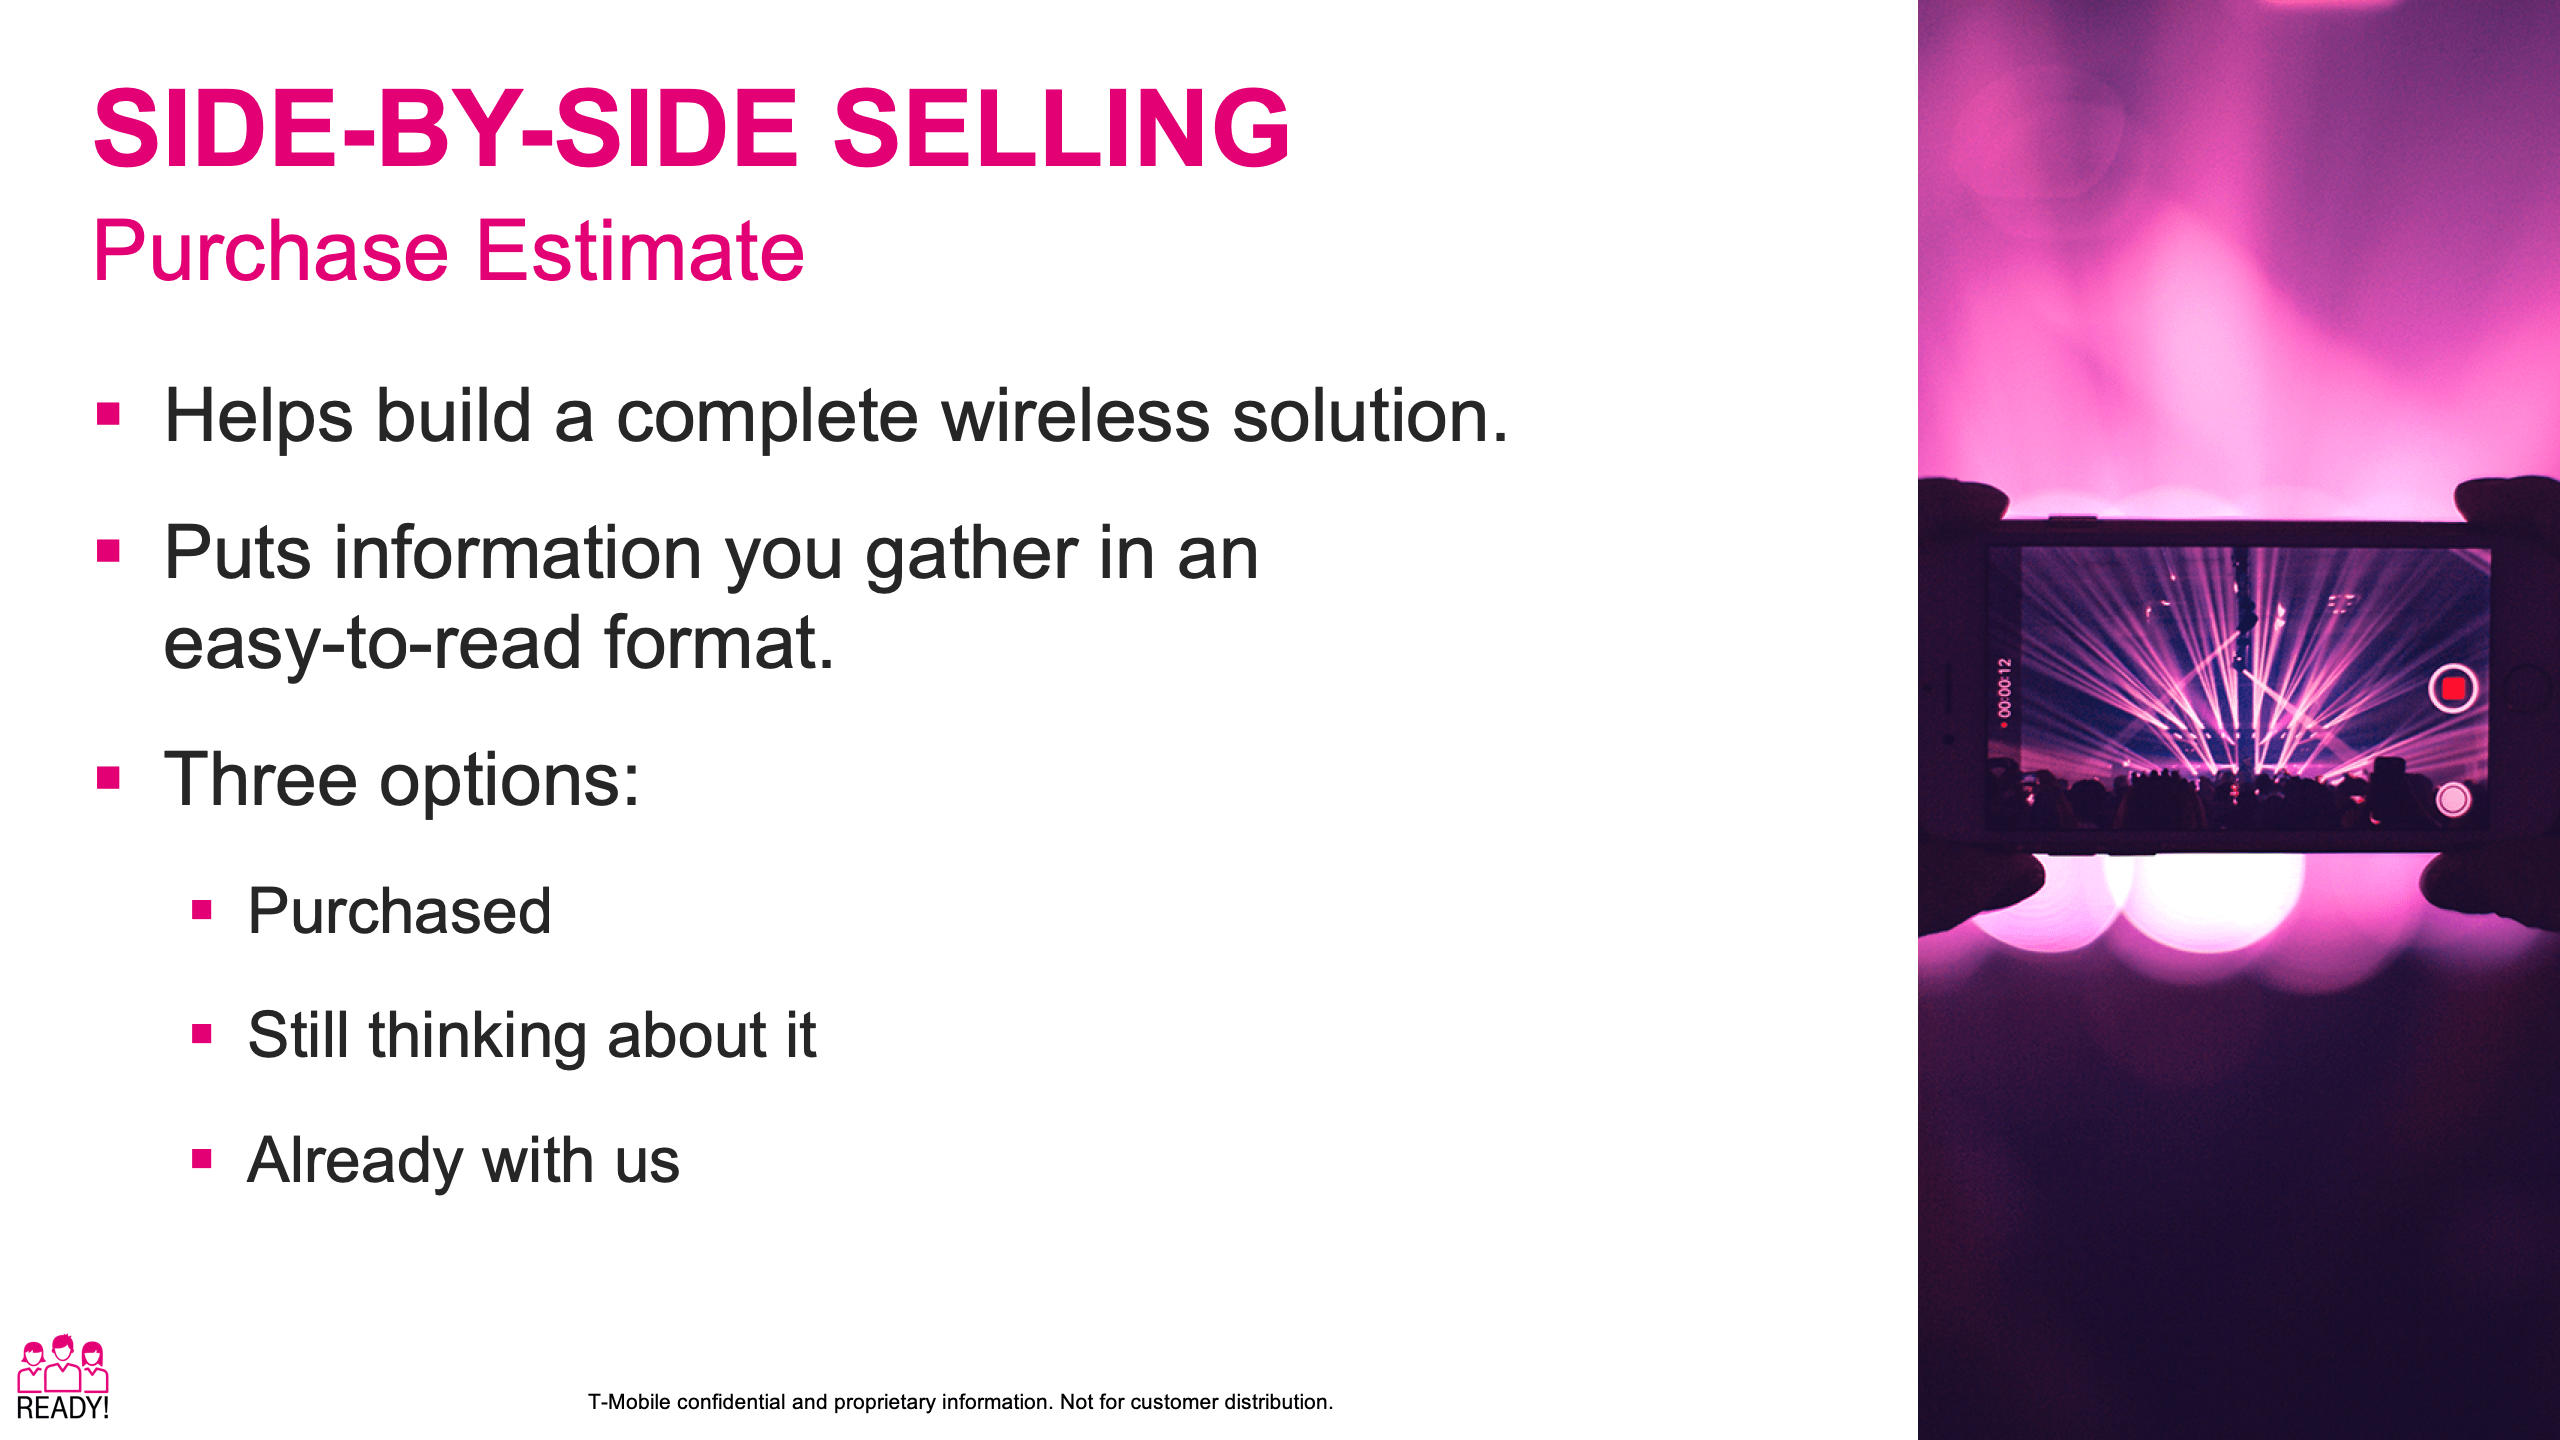 SIDE-BY-SIDE SELLING
Purchase Estimate
▪ Helps build a complete wireless solution.
▪ Puts information you gather in an
easy-to-read format.
▪ Three options:
▪ Purchased
▪ Still thinking about it
▪ Already with us
00:00:12
READY!
T-Mobile confidential and proprietary information. Not for customer distribution.